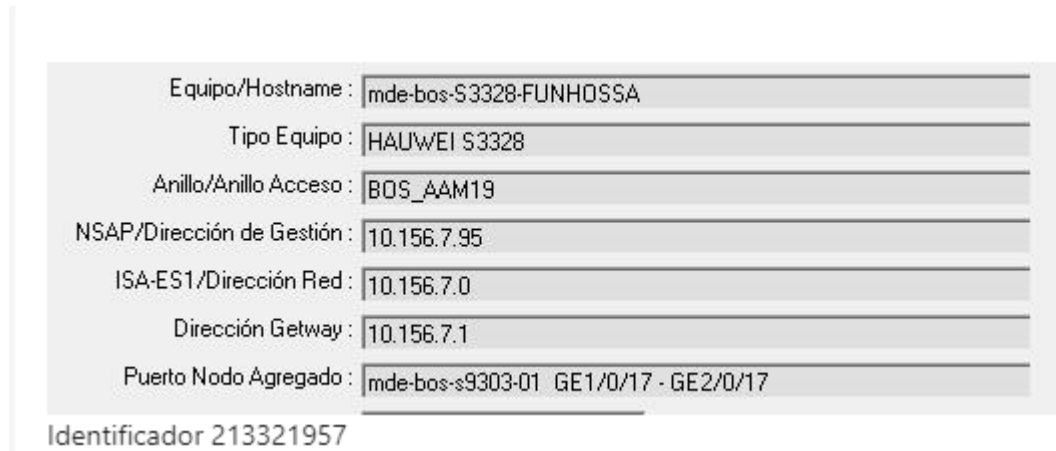 Equipo/Hostname : mde-bos-S3328-FUNHOSSA
Tipo Equipo : HAUWEI S3328
Anillo/Anillo Acceso : BOS_AAM19
NSAP/Dirección de Gestión : 10.156.7.95
ISA-ES1/Dirección Red : 10.156.7.0
Dirección Getway : 10.156.7.1
Puerto Nodo Agregado : mde-bos-s9303-01 GE1/0/17 - GE2/0/17
Identificador 213321957